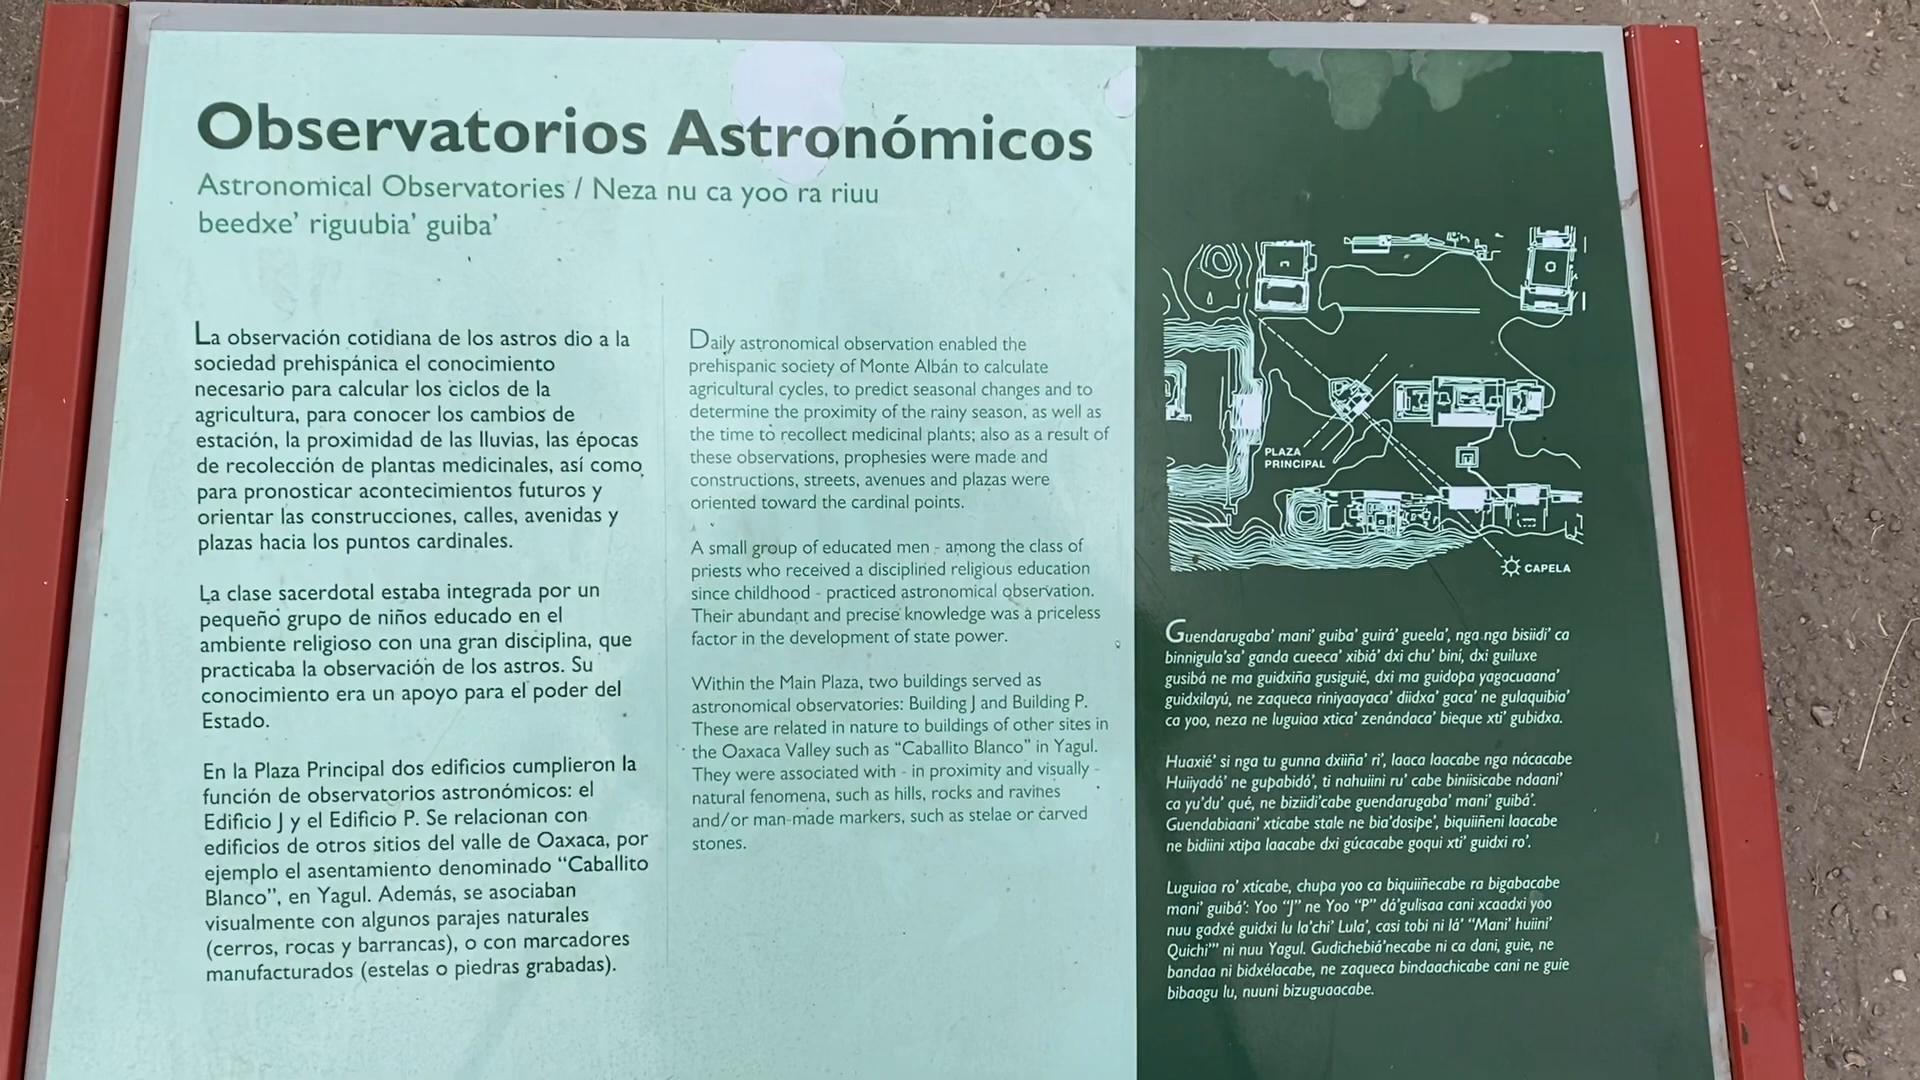 Observatorios Astronómicos
Astronomical Observatories / Neza nu ca yoo ra riuu
beedxe’ riguubia’ guiba’
La observación cotidiana de los astros dio a la
sociedad prehispánica el conocimiento
necesario para calcular los ciclos de la
agricultura, para conocer los cambios de
estación, la proximidad de las lluvias, las épocas
de recolección de plantas medicinales, así como
para pronosticar acontecimientos futuros y
orientar las construcciones, calles, avenidas y
plazas hacia los puntos cardinales.
La clase sacerdotal estaba integrada por un
pequeño grupo de niños educado en el
ambiente religioso con una gran disciplina, que
practicaba la observación de los astros. Su
conocimiento era un apoyo para el poder del
Estado.
En la Plaza Principal dos edificios cumplieron la
función de observatorios astronómicos: el
Edificio J y el Edificio P. Se relacionan con
edificios de otros sitios del valle de Oaxaca, por
ejemplo el asentamiento denominado “Caballito
Blanco”, en Yagul. Además, se asociaban
visualmente con algunos parajes naturales
(cerros, rocas y barrancas), o con marcadores
manufacturados (estelas o piedras grabadas).
Daily astronomical observation enabled the
prehispanic society of Monte Albán to calculate
agricultural cycles, to predict seasonal changes and to
determine the proximity of the rainy season, as well as
the time to recollect medicinal plants; also as a result of
these observations, prophesies were made and
constructions, streets, avenues and plazas were
oriented toward the cardinal points.
A small group of educated men - among the class of
priests who received a disciplined religious education
since childhood - practiced astronomical observation.
Their abundant and precise knowledge was a priceless
factor in the development of state power.
Within the Main Plaza, two buildings served as
astronomical observatories: Building J and Building P.
These are related in nature to buildings of other sites in
the Oaxaca Valley such as “Caballito Blanco” in Yagul.
They were associated with - in proximity and visually -
natural fenomena, such as hills, rocks and ravines
and/or man-made markers, such as stelae or carved
stones.
PLAZA
PRINCIPAL
CAPELA
Guendarugaba’ mani’ guiba’ guirá’ gueela’, nga nga bisiidi’ ca
binnigula’sa’ ganda cueeca’ xibiá’ dxi chu’ biní, dxi guiluxe
gusibá ne ma guidxiña gusiguié, dxi ma guidopa yagacuaana’
guidxilayú, ne zaqueca riniyaayaca’ diidxa’ gaca’ ne gulaquibia’
ca yoo, neza ne luguiaa xtica’ zenándaca’ bieque xti’ gubidxa.
Huaxié’ si nga tu gunna dxiiña’ ri’, laaca laacabe nga nácacabe
Huiiyadó’ ne gupabidó’, ti nahuiini ru’ cabe biniisicabe ndaani’
ca yu’du’ qué, ne biziidi’cabe guendarugaba’ mani’ guibá’.
Guendabiaani’ xtícabe stale ne bia’dosipe’, biquiiñeni laacabe
ne bidiini xtipa laacabe dxi gúcacabe goqui xti’ guidxi ro’.
Luguiaa ro’ xtícabe, chupa yoo ca biquiiñecabe ra bigabacabe
mani’ guibá’: Yoo “J” ne Yoo “P” dá’gulisaa cani xcaadxi yoo
nuu gadxé guidxi lu la’chi’ Lula’, casi tobi ni lá’ “Mani’ huiini’
Quichi’” ni nuu Yagul. Gudichebiá’necabe ni ca dani, guie, ne
bandaa ni bidxélacabe, ne zaqueca bindaachicabe cani ne guie
bibaagu lu, nuuni bizuguaacabe.